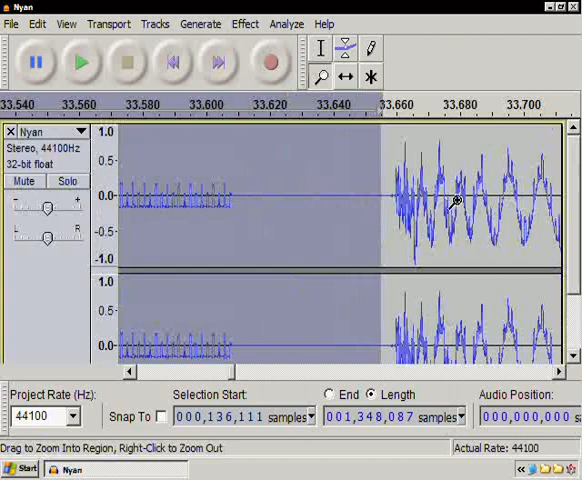 Nyan
File Edit View Transport Tracks Generate Effect Analyze Help
33.540 33.560 33.580 33.600 33.620 33.640 33.660 33.680 33.700
Nyan 1.0
Stereo, 44100Hz
32-bit float 0.5
Mute Solo
- + 0.0
L R -0.5
-1.0
1.0
0.5
0.0
Project Rate (Hz): Selection Start: End Length Audio Position:
44100 Snap To 000,136,111 samples 001,348,087 samples 000,000,000 sa
Drag to Zoom Into Region, Right-Click to Zoom Out Actual Rate: 44100
Start Nyan